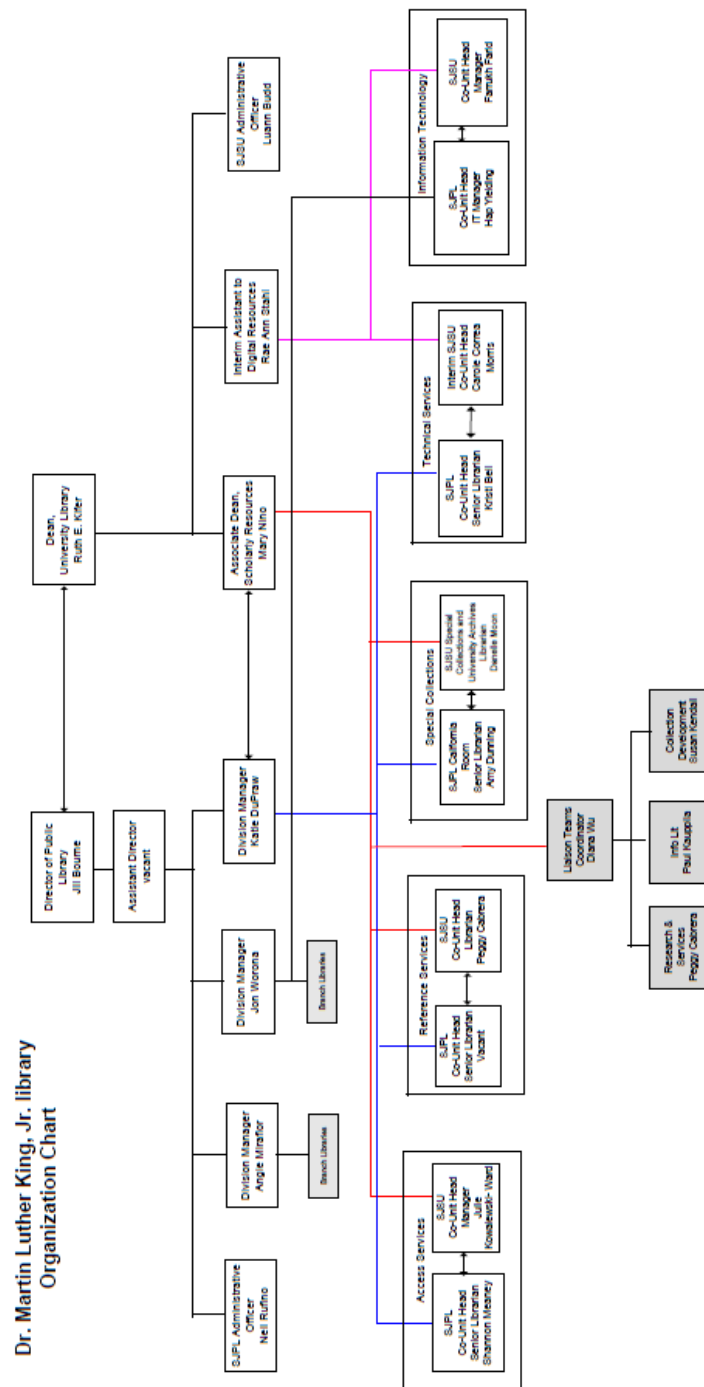 Dr. Martin Luther King, Jr. library
Organization Chart
Director of Public
Library
Jill Bourne
Dean,
University Library
Ruth E. Kifer
Assistant Director
vacant
SJPL Administrative
Officer
Neil Rufino
Division Manager
Angie Miraflor
Division Manager
Jon Worona
Division Manager
Katie DuPraw
Associate Dean,
Scholarly Resources
Mary Nino
Interim Assistant to
Digital Resources
Rae Ann Stahl
SJSU Administrative
Officer
Luann Budd
Branch Libraries
Branch Libraries
Access Services
SJPL
Co-Unit Head
Senior Librarian
Shannon Meaney
SJSU
Co-Unit Head
Manager
Julie
Kowalewski- Ward
Reference Services
SJPL
Co-Unit Head
Senior Librarian
Vacant
SJSU
Co-Unit Head
Librarian
Peggy Cabrera
Special Collections
SJPL California
Room
Senior Librarian
Amy Dunning
SJSU Special
Collections and
University Archives
Librarian
Danelle Moon
Technical Services
SJPL
Co-Unit Head
Senior Librarian
Kristi Bell
Interim SJSU
Co-Unit Head
Carole Correa
Morris
Information Technology
SJPL
Co-Unit Head
IT Manager
Hap Yielding
SJSU
Co-Unit Head
Manager
Farrukh Farid
Liaison Teams
Coordinator
Diana Wu
Research &
Services
Peggy Cabrera
Info Lit
Paul Kauppila
Collection
Development
Susan Kendall